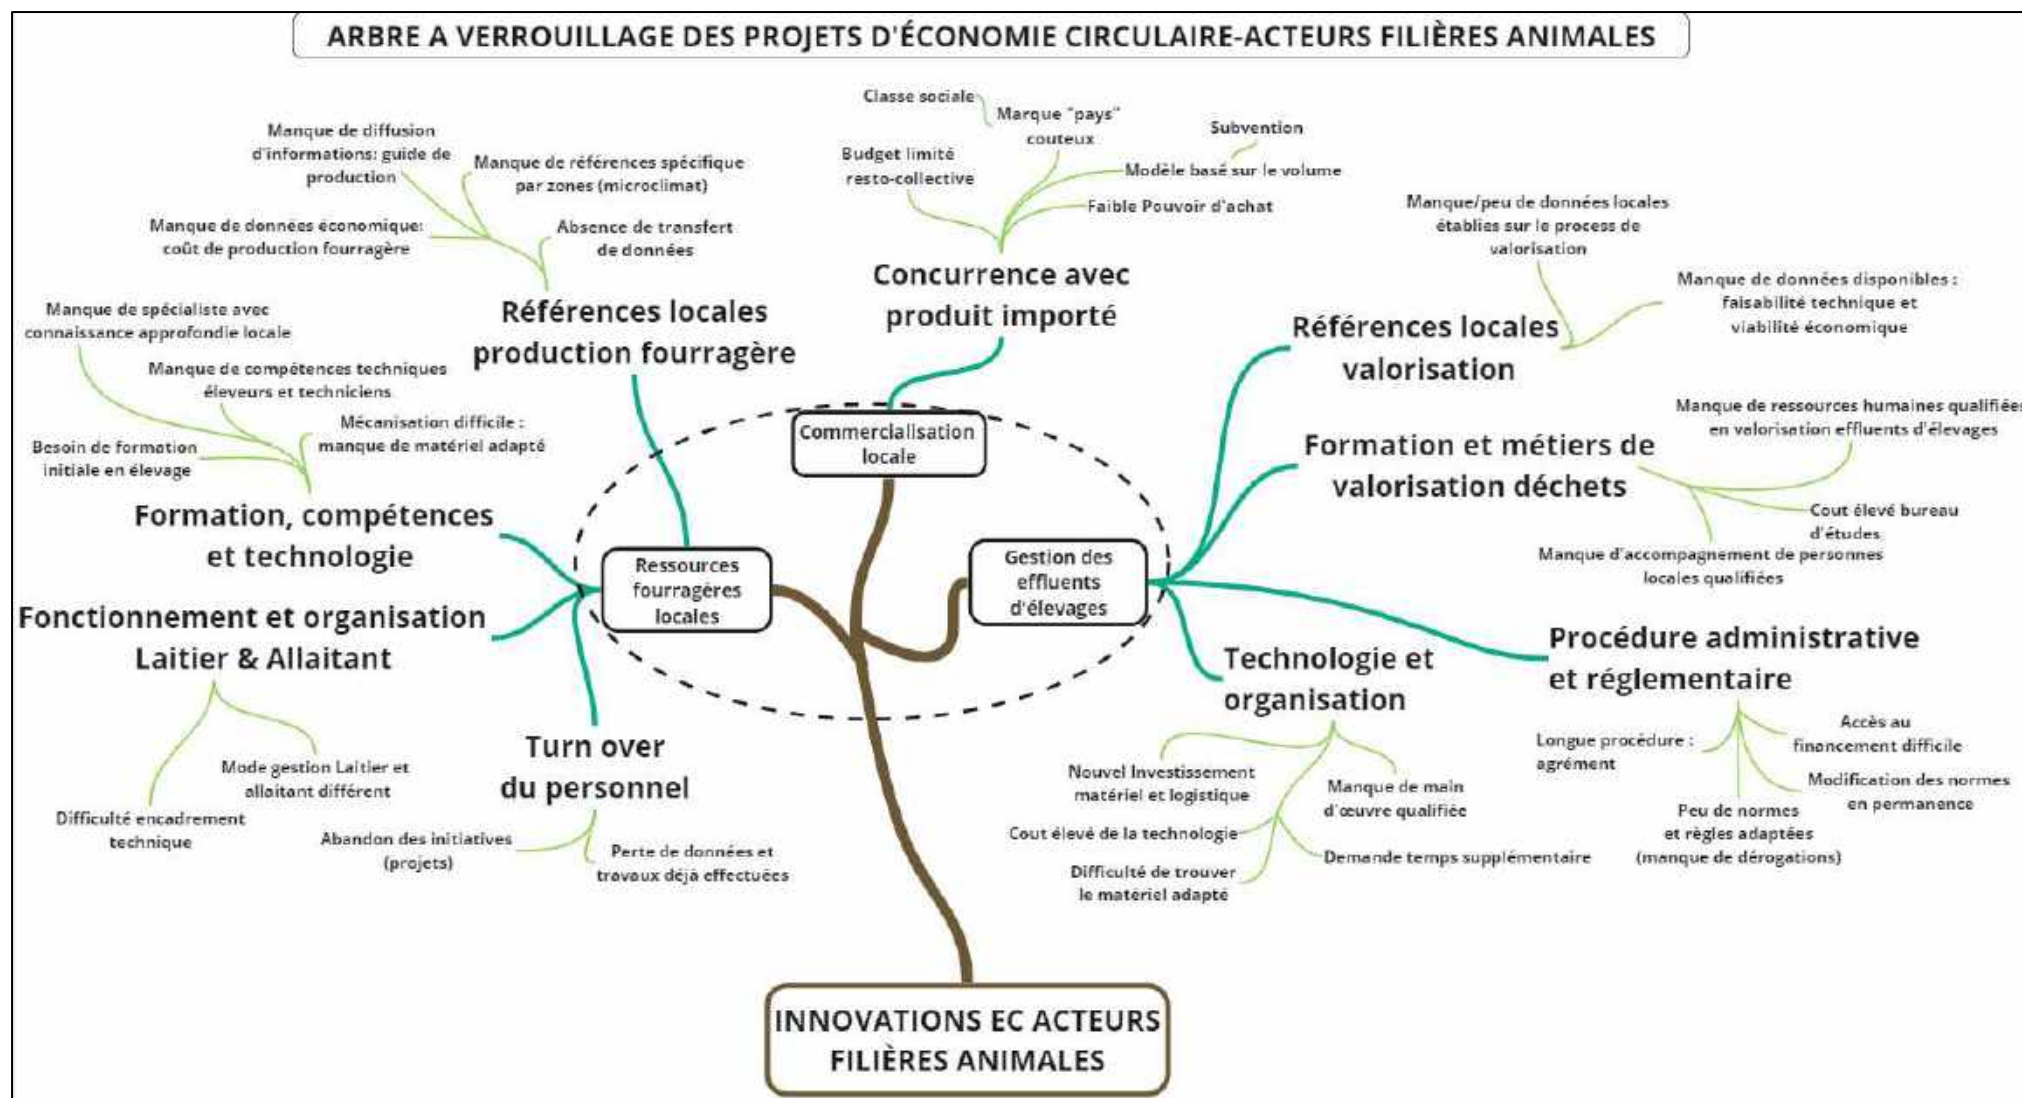 ARBRE A VERROUILLAGE DES PROJETS D'ÉCONOMIE CIRCULAIRE-ACTEURS FILIÈRES ANIMALES
Manque de diffusion
d'informations: guide de
production
Manque de références spécifique
par zones (microclimat)
Manque de données économique:
coût de production fourragère
Absence de transfert
de données
Références locales
production fourragère
Classe sociale
Marque "pays"
couteux
Subvention
Budget limité
resto-collective
Modèle basé sur le volume
Faible Pouvoir d'achat
Concurrence avec
produit importé
Manque/peu de données locales
établies sur le process de
valorisation
Manque de données disponibles :
faisabilité technique et
viabilité économique
Références locales
valorisation
Manque de spécialiste avec
connaissance approfondie locale
Manque de compétences techniques
éleveurs et techniciens
Mécanisation difficile :
manque de matériel adapté
Besoin de formation
initiale en élevage
Formation, compétences
et technologie
Commercialisation
locale
Manque de ressources humaines qualifiées
en valorisation effluents d'élevages
Formation et métiers de
valorisation déchets
Cout élevé bureau
d'études
Manque d'accompagnement de personnes
locales qualifiées
Ressources
fourragères
locales
Gestion des
effluents
d'élevages
Fonctionnement et organisation
Laitier & Allaitant
Mode gestion Laitier et
allaitant différent
Difficulté encadrement
technique
Turn over
du personnel
Abandon des initiatives
(projets)
Perte de données et
travaux déjà effectuées
Technologie et
organisation
Nouvel Investissement
matériel et logistique
Manque de main
d'œuvre qualifiée
Cout élevé de la technologie
Demande temps supplémentaire
Difficulté de trouver
le matériel adapté
Procédure administrative
et réglementaire
Longue procédure :
agrément
Accès au
financement difficile
Modification des normes
en permanence
Peu de normes
et règles adaptées
(manque de dérogations)
INNOVATIONS EC ACTEURS
FILIÈRES ANIMALES